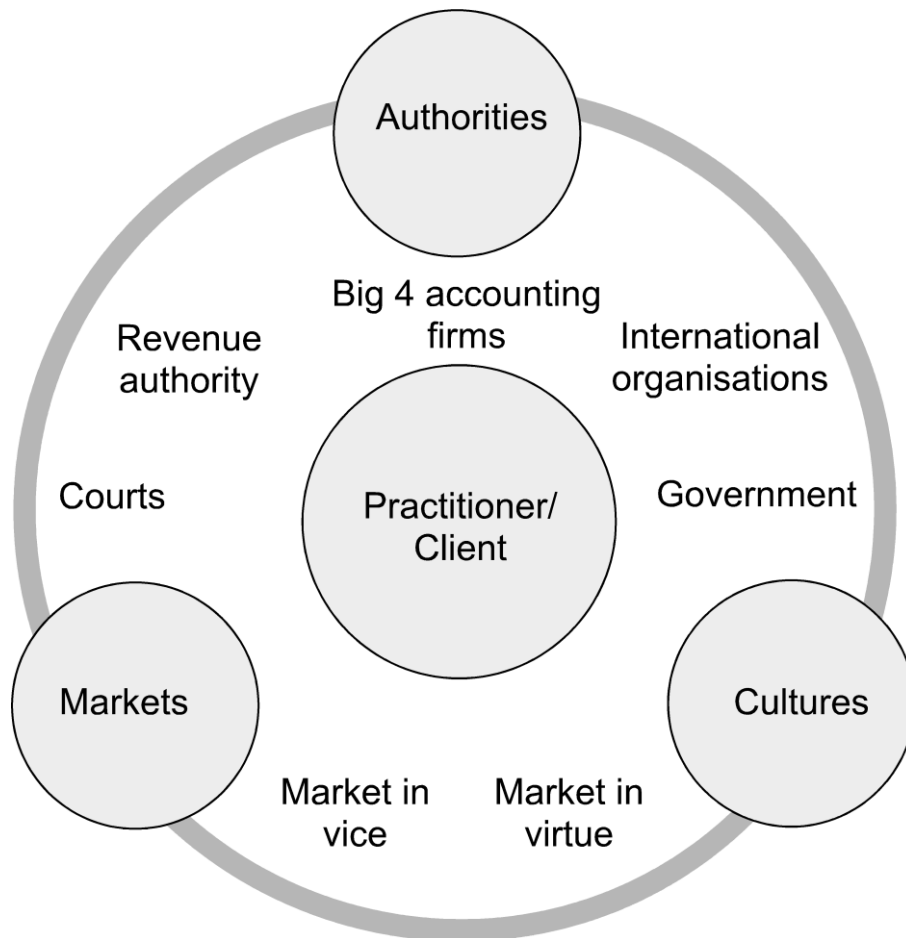 Authorities
Big 4 accounting
firms
Revenue
authority
International
organisations
Courts
Practitioner/
Client
Government
Markets
Cultures
Market in
vice
Market in
virtue